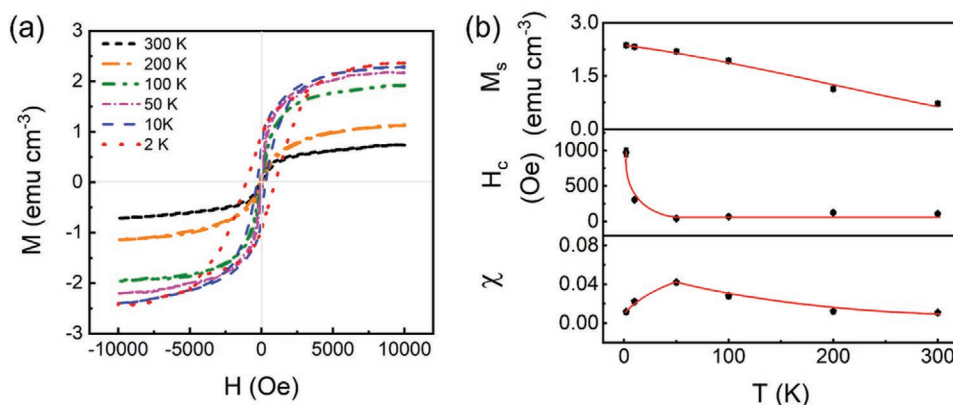 (a)
3
2
1
0
-1
-2
-3
M (emu cm⁻³)
300 K
200 K
100 K
50 K
10K
2 K
-10000 -5000 0 5000 10000
H (Oe)
(b)
Mₛ
(emu cm⁻³)
3.0
1.5
0.0
H꜀
(Oe)
1000
500
0
χ
0.08
0.04
0.00
0 100 200 300
T (K)